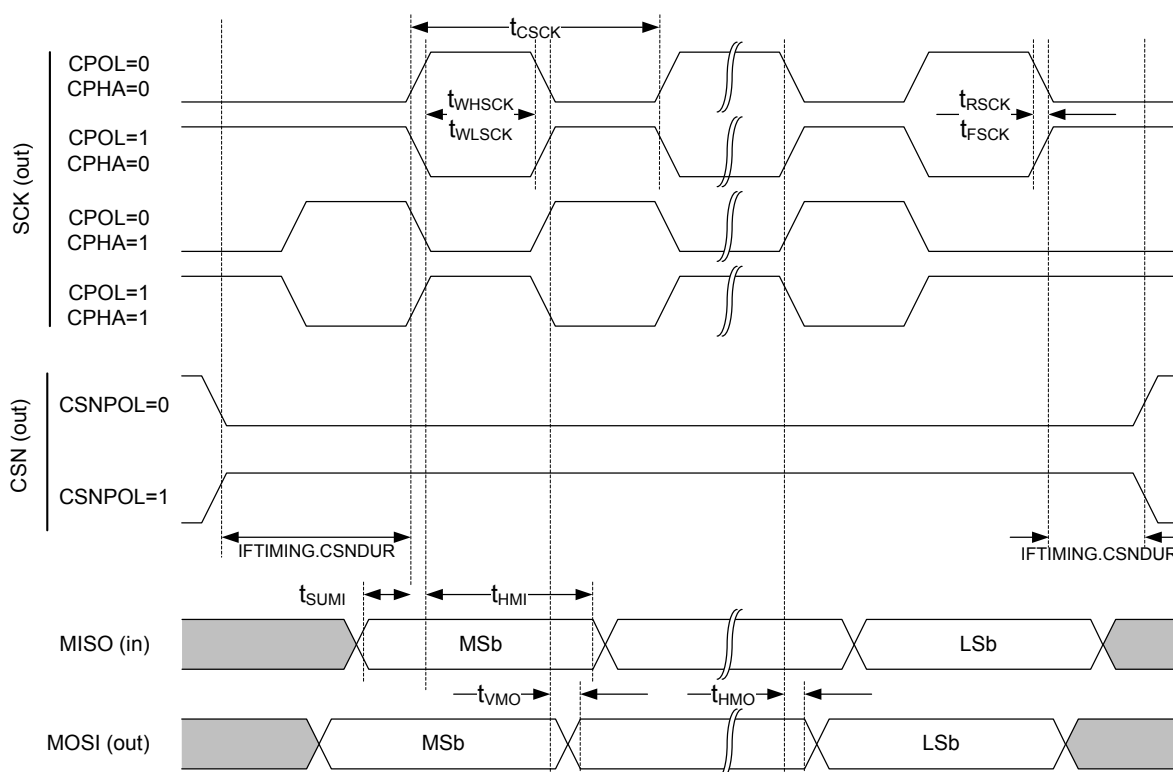 tCSCK
SCK (out)
CPOL=0
CPHA=0
tWHSCK
tWLSCK
tRSCK
tFSCK
CPOL=1
CPHA=0
CPOL=0
CPHA=1
CPOL=1
CPHA=1
CSN (out)
CSNPOL=0
CSNPOL=1
IFTIMING.CSNDUR
IFTIMING.CSNDUR
tSUMI
tHMI
MISO (in)
MSb
LSb
tVMO
tHMO
MOSI (out)
MSb
LSb